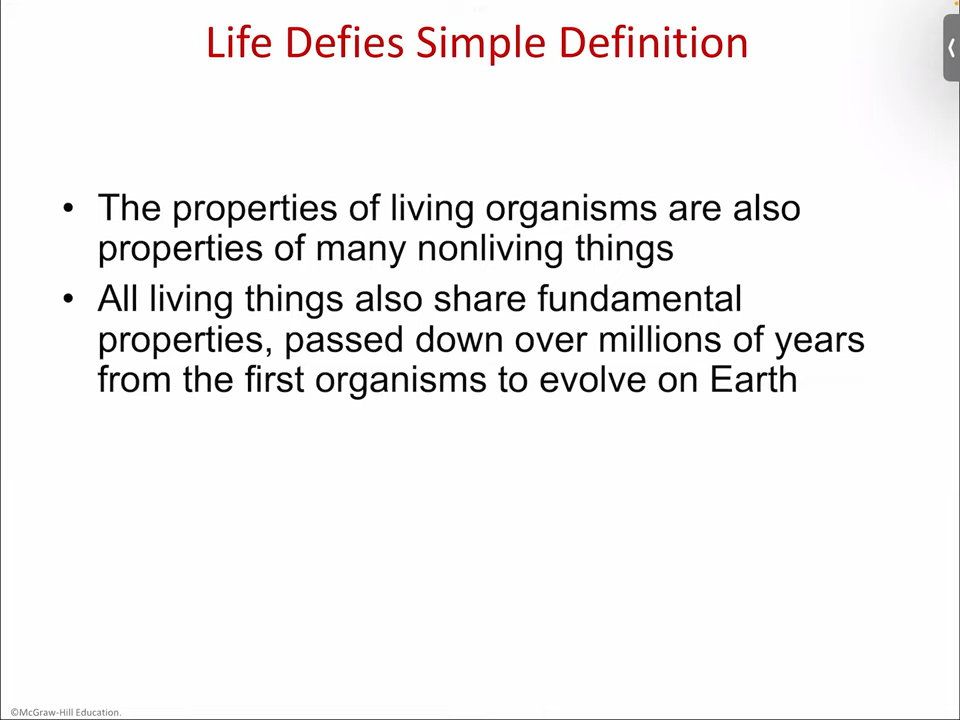 Life Defies Simple Definition
• The properties of living organisms are also
properties of many nonliving things
• All living things also share fundamental
properties, passed down over millions of years
from the first organisms to evolve on Earth
©McGraw-Hill Education.